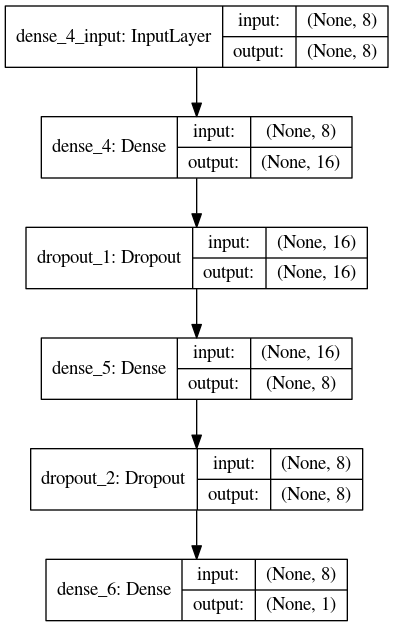 dense_4_input: InputLayer
input:
(None, 8)
output:
(None, 8)
dense_4: Dense
input:
(None, 8)
output:
(None, 16)
dropout_1: Dropout
input:
(None, 16)
output:
(None, 16)
dense_5: Dense
input:
(None, 16)
output:
(None, 8)
dropout_2: Dropout
input:
(None, 8)
output:
(None, 8)
dense_6: Dense
input:
(None, 8)
output:
(None, 1)